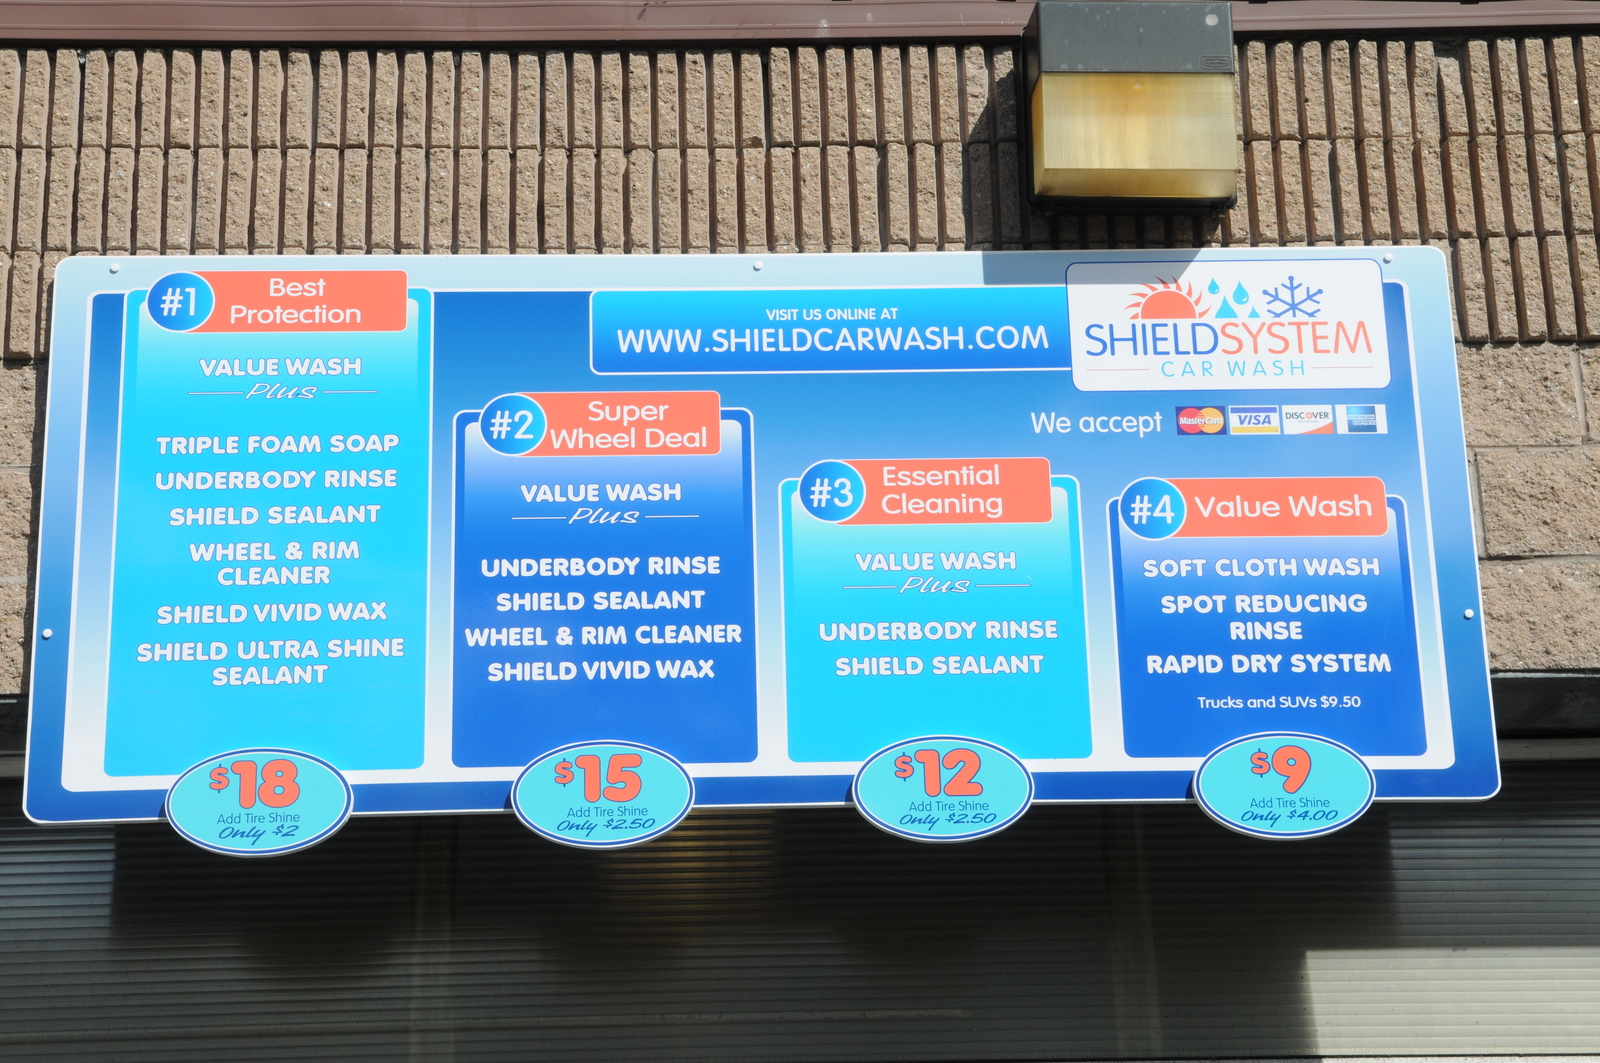 #1
Best
Protection
VALUE WASH
Plus
TRIPLE FOAM SOAP
UNDERBODY RINSE
SHIELD SEALANT
WHEEL & RIM
CLEANER
SHIELD VIVID WAX
SHIELD ULTRA SHINE
SEALANT
$18
Add Tire Shine
Only $2
VISIT US ONLINE AT
WWW.SHIELDCARWASH.COM
SHIELDSYSTEM
CAR WASH
We accept
MasterCard
VISA
DISCOVER
#2
Super
Wheel Deal
VALUE WASH
Plus
UNDERBODY RINSE
SHIELD SEALANT
WHEEL & RIM CLEANER
SHIELD VIVID WAX
$15
Add Tire Shine
Only $2.50
#3
Essential
Cleaning
VALUE WASH
Plus
UNDERBODY RINSE
SHIELD SEALANT
$12
Add Tire Shine
Only $2.50
#4
Value Wash
SOFT CLOTH WASH
SPOT REDUCING
RINSE
RAPID DRY SYSTEM
Trucks and SUVs $9.50
$9
Add Tire Shine
Only $4.00